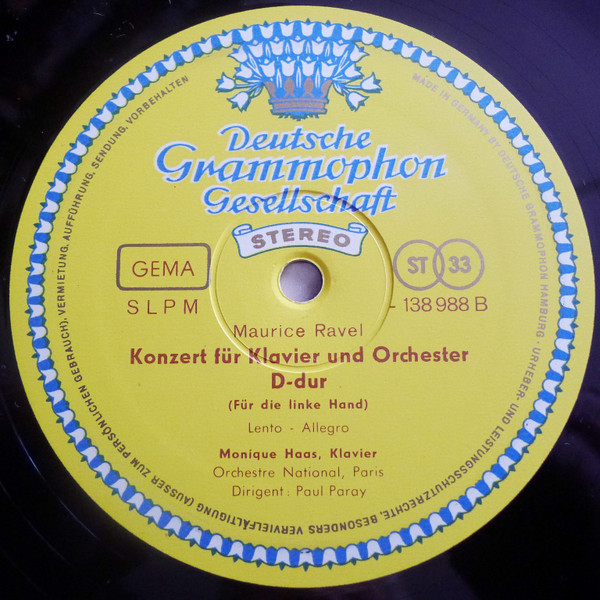 Deutsche
Grammophon
Gesellschaft
STEREO
GEMA
ST 33
SLPM
- 138 988 B
Maurice Ravel
Konzert für Klavier und Orchester
D-dur
(Für die linke Hand)
Lento - Allegro
Monique Haas, Klavier
Orchestre National, Paris
Dirigent: Paul Paray
MADE IN GERMANY BY DEUTSCHE GRAMMOPHON HAMBURG · URHEBER- UND LEISTUNGSSCHUTZRECHTE, BESONDERS VERVIELFÄLTIGUNG (AUSSER ZUM PERSÖNLICHEN GEBRAUCH), VERMIETUNG, AUFFÜHRUNG, SENDUNG, VORBEHALTEN